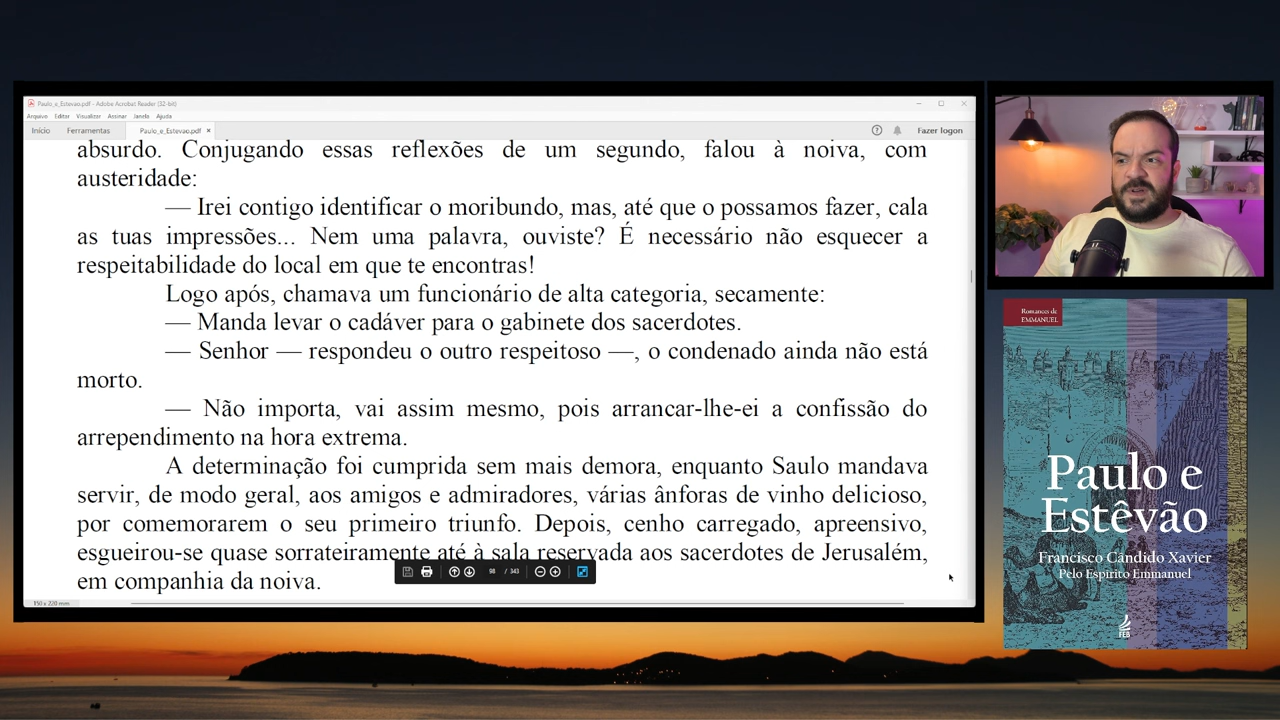 Paulo_e_Estevao.pdf - Adobe Acrobat Reader (32-bit)
Arquivo Editar Visualizar Assinar Janela Ajuda
Início Ferramentas Paulo_e_Estevao.pdf × Fazer logon
absurdo. Conjugando essas reflexões de um segundo, falou à noiva, com
austeridade:
— Irei contigo identificar o moribundo, mas, até que o possamos fazer, cala
as tuas impressões... Nem uma palavra, ouviste? É necessário não esquecer a
respeitabilidade do local em que te encontras!
Logo após, chamava um funcionário de alta categoria, secamente:
— Manda levar o cadáver para o gabinete dos sacerdotes.
— Senhor — respondeu o outro respeitoso —, o condenado ainda não está
morto.
— Não importa, vai assim mesmo, pois arrancar-lhe-ei a confissão do
arrependimento na hora extrema.
A determinação foi cumprida sem mais demora, enquanto Saulo mandava
servir, de modo geral, aos amigos e admiradores, várias ânforas de vinho delicioso,
por comemorarem o seu primeiro triunfo. Depois, cenho carregado, apreensivo,
esgueirou-se quase sorrateiramente até à sala reservada aos sacerdotes de Jerusalém,
em companhia da noiva.
98 / 343
150 x 220 mm
Romances de
EMMANUEL
Paulo e
Estêvão
Francisco Cândido Xavier
Pelo Espírito Emmanuel
FEB